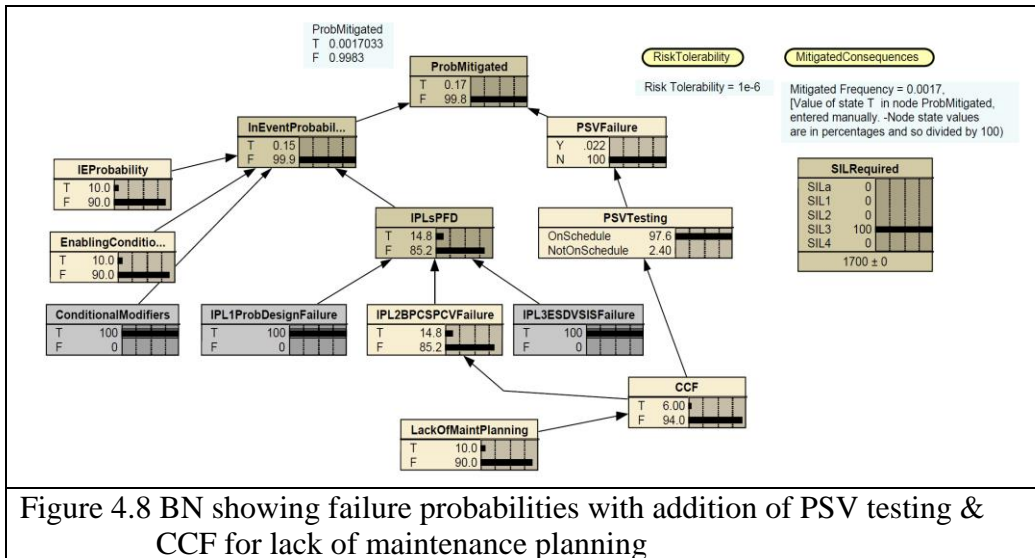 ProbMitigated
T 0.0017033
F 0.9983
ProbMitigated
T 0.17
F 99.8
RiskTolerability
Risk Tolerability = 1e-6
MitigatedConsequences
Mitigated Frequency = 0.0017,
[Value of state T in node ProbMitigated,
entered manually. -Node state values
are in percentages and so divided by 100)
InEventProbabil...
T 0.15
F 99.9
PSVFailure
Y .022
N 100
SILRequired
SILa 0
SIL1 0
SIL2 0
SIL3 100
SIL4 0
1700 ± 0
IEProbability
T 10.0
F 90.0
IPLsPFD
T 14.8
F 85.2
PSVTesting
OnSchedule 97.6
NotOnSchedule 2.40
EnablingConditio...
T 10.0
F 90.0
ConditionalModifiers
T 100
F 0
IPL1ProbDesignFailure
T 100
F 0
IPL2BPCSPCVFailure
T 14.8
F 85.2
IPL3ESDVSISFailure
T 100
F 0
CCF
T 6.00
F 94.0
LackOfMaintPlanning
T 10.0
F 90.0
Figure 4.8 BN showing failure probabilities with addition of PSV testing &
CCF for lack of maintenance planning